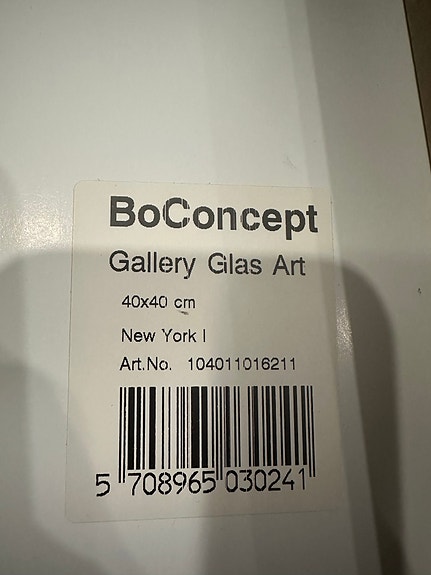 BoConcept
Gallery Glas Art
40x40 cm
New York I
Art.No. 104011016211
5 708965 030241